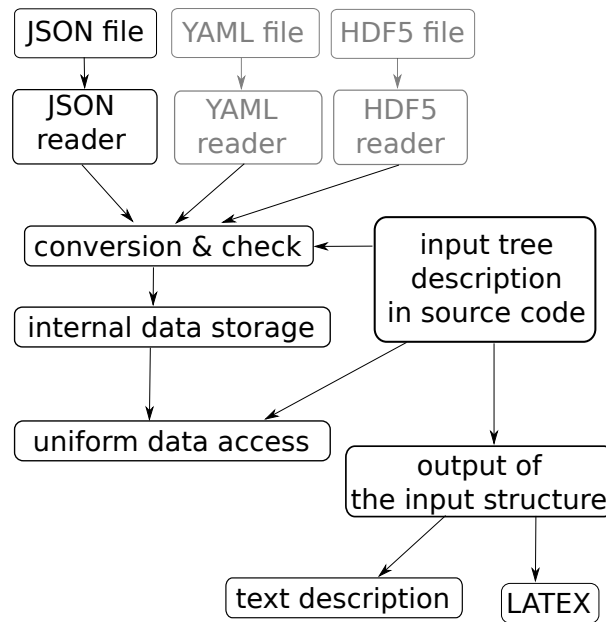 JSON file
YAML file
HDF5 file
JSON
reader
YAML
reader
HDF5
reader
conversion & check
input tree
description
in source code
internal data storage
uniform data access
output of
the input structure
text description
LATEX